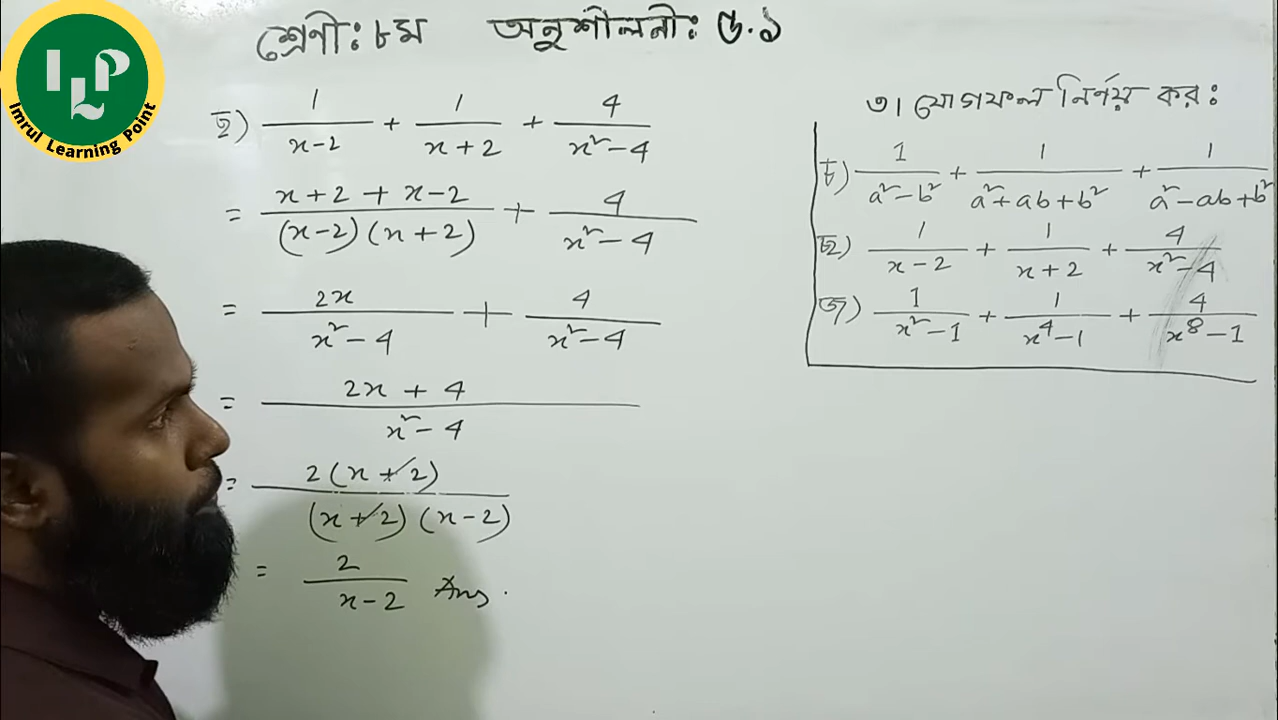 শ্রেণী: ৮ম অনুশীলনী: ৫.১
ILP
Imrul Learning Point
ছ) 1/(x-2) + 1/(x+2) + 4/(x²-4)
= (x+2+x-2)/((x-2)(x+2)) + 4/(x²-4)
= 2x/(x²-4) + 4/(x²-4)
= (2x+4)/(x²-4)
= 2(x+2)/((x+2)(x-2))
= 2/(x-2) Ans.
৩। যোগফল নির্ণয় কর:
চ) 1/(a²-b²) + 1/(a²+ab+b²) + 1/(a²-ab+b²)
ছ) 1/(x-2) + 1/(x+2) + 4/(x²-4)
জ) 1/(x²-1) + 1/(x⁴-1) + 4/(x⁸-1)